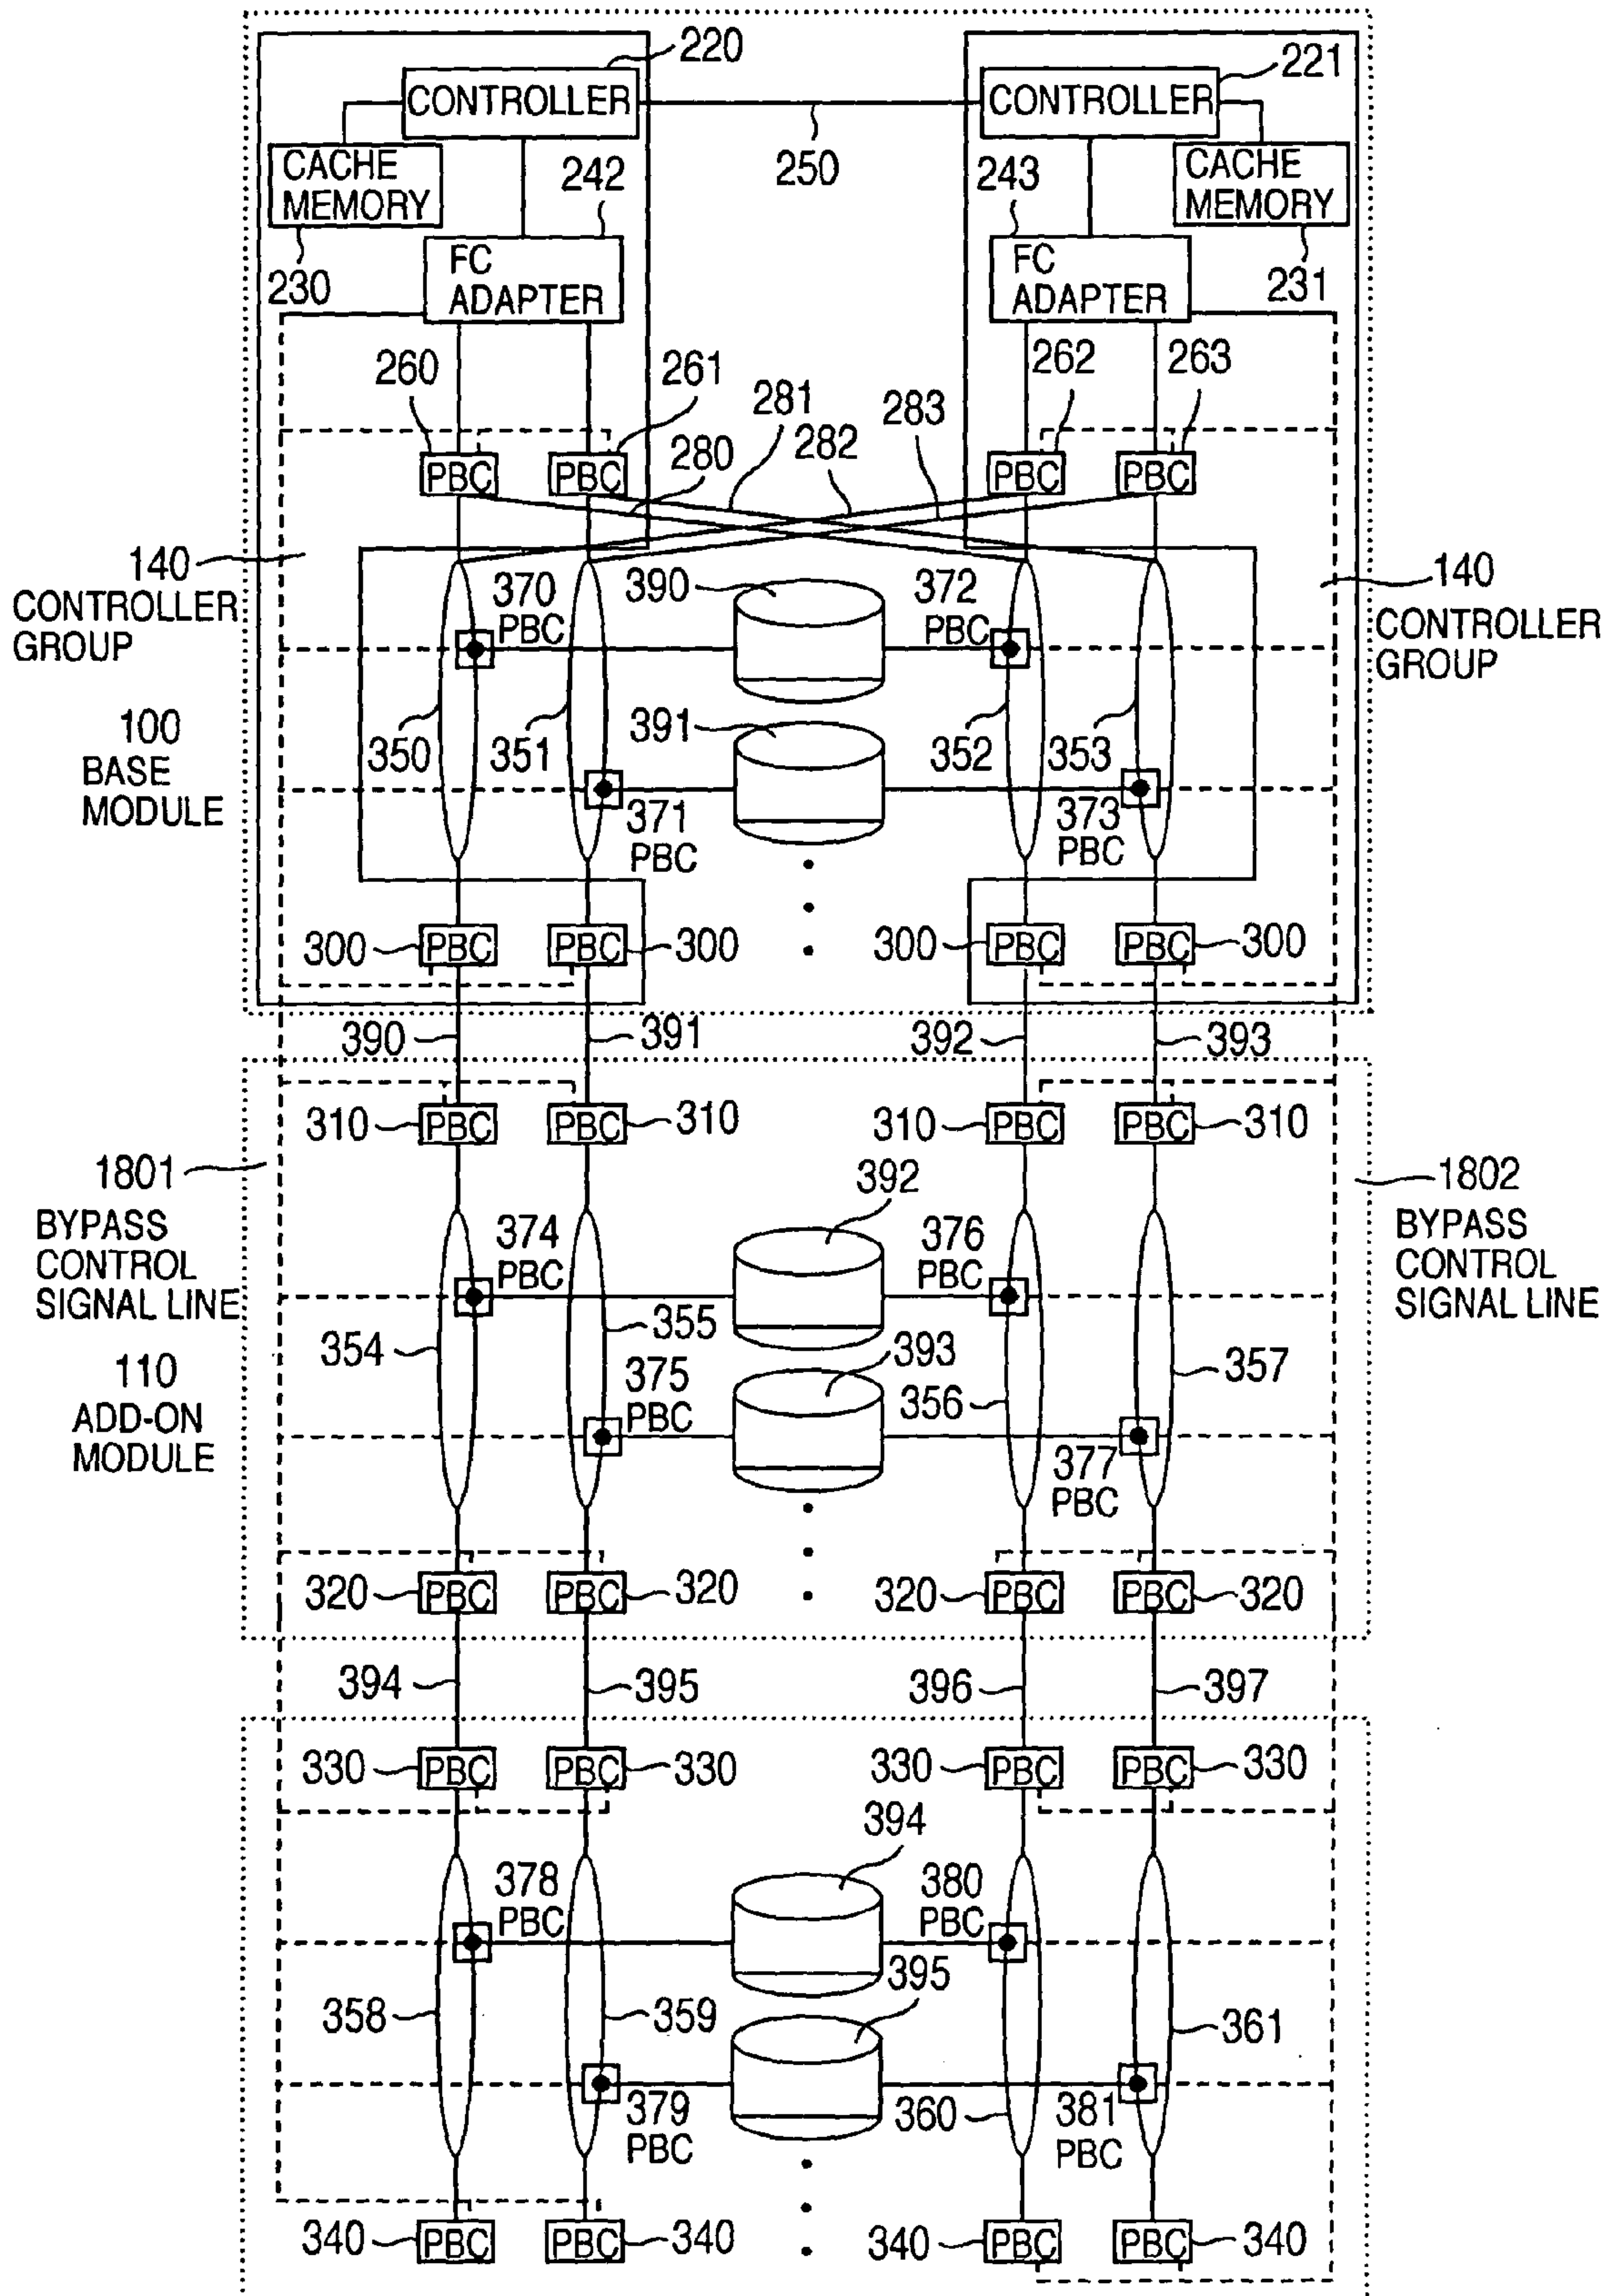 220
221
CONTROLLER
CONTROLLER
250
CACHE
MEMORY
242
243
CACHE
MEMORY
230
FC
ADAPTER
FC
ADAPTER
231
260
261
281
282
283
262
263
280
PBC
PBC
PBC
PBC
140
CONTROLLER
GROUP
370
PBC
390
372
PBC
140
CONTROLLER
GROUP
100
BASE
MODULE
350
351
391
352
353
371
PBC
373
PBC
300
PBC
PBC
300
300
PBC
PBC
300
390
391
392
393
310
PBC
PBC
310
310
PBC
PBC
310
1801
BYPASS
CONTROL
SIGNAL LINE
1802
BYPASS
CONTROL
SIGNAL LINE
374
PBC
392
376
PBC
354
355
393
356
357
110
ADD-ON
MODULE
375
PBC
377
PBC
320
PBC
PBC
320
320
PBC
PBC
320
394
395
396
397
330
PBC
PBC
330
330
PBC
PBC
330
378
PBC
394
380
PBC
358
359
395
360
361
379
PBC
381
PBC
340
PBC
PBC
340
340
PBC
PBC
340